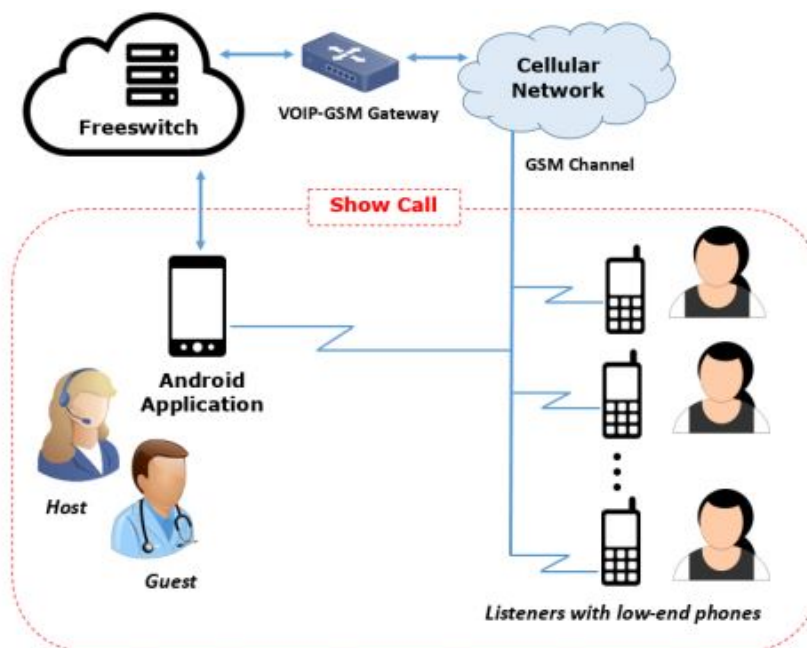 Freeswitch
VOIP-GSM Gateway
Cellular
Network
GSM Channel
Show Call
Android
Application
Host
Guest
Listeners with low-end phones